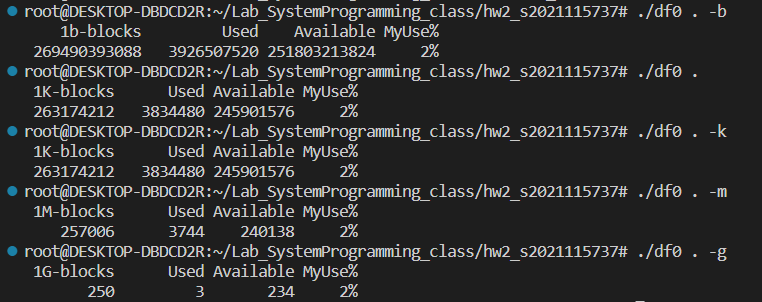 root@DESKTOP-DBDCD2R:~/Lab_SystemProgramming_class/hw2_s2021115737# ./df0 . -b
1b-blocks Used Available MyUse%
269490393088 3926507520 251803213824 2%
root@DESKTOP-DBDCD2R:~/Lab_SystemProgramming_class/hw2_s2021115737# ./df0 .
1K-blocks Used Available MyUse%
263174212 3834480 245901576 2%
root@DESKTOP-DBDCD2R:~/Lab_SystemProgramming_class/hw2_s2021115737# ./df0 . -k
1K-blocks Used Available MyUse%
263174212 3834480 245901576 2%
root@DESKTOP-DBDCD2R:~/Lab_SystemProgramming_class/hw2_s2021115737# ./df0 . -m
1M-blocks Used Available MyUse%
257006 3744 240138 2%
root@DESKTOP-DBDCD2R:~/Lab_SystemProgramming_class/hw2_s2021115737# ./df0 . -g
1G-blocks Used Available MyUse%
250 3 234 2%